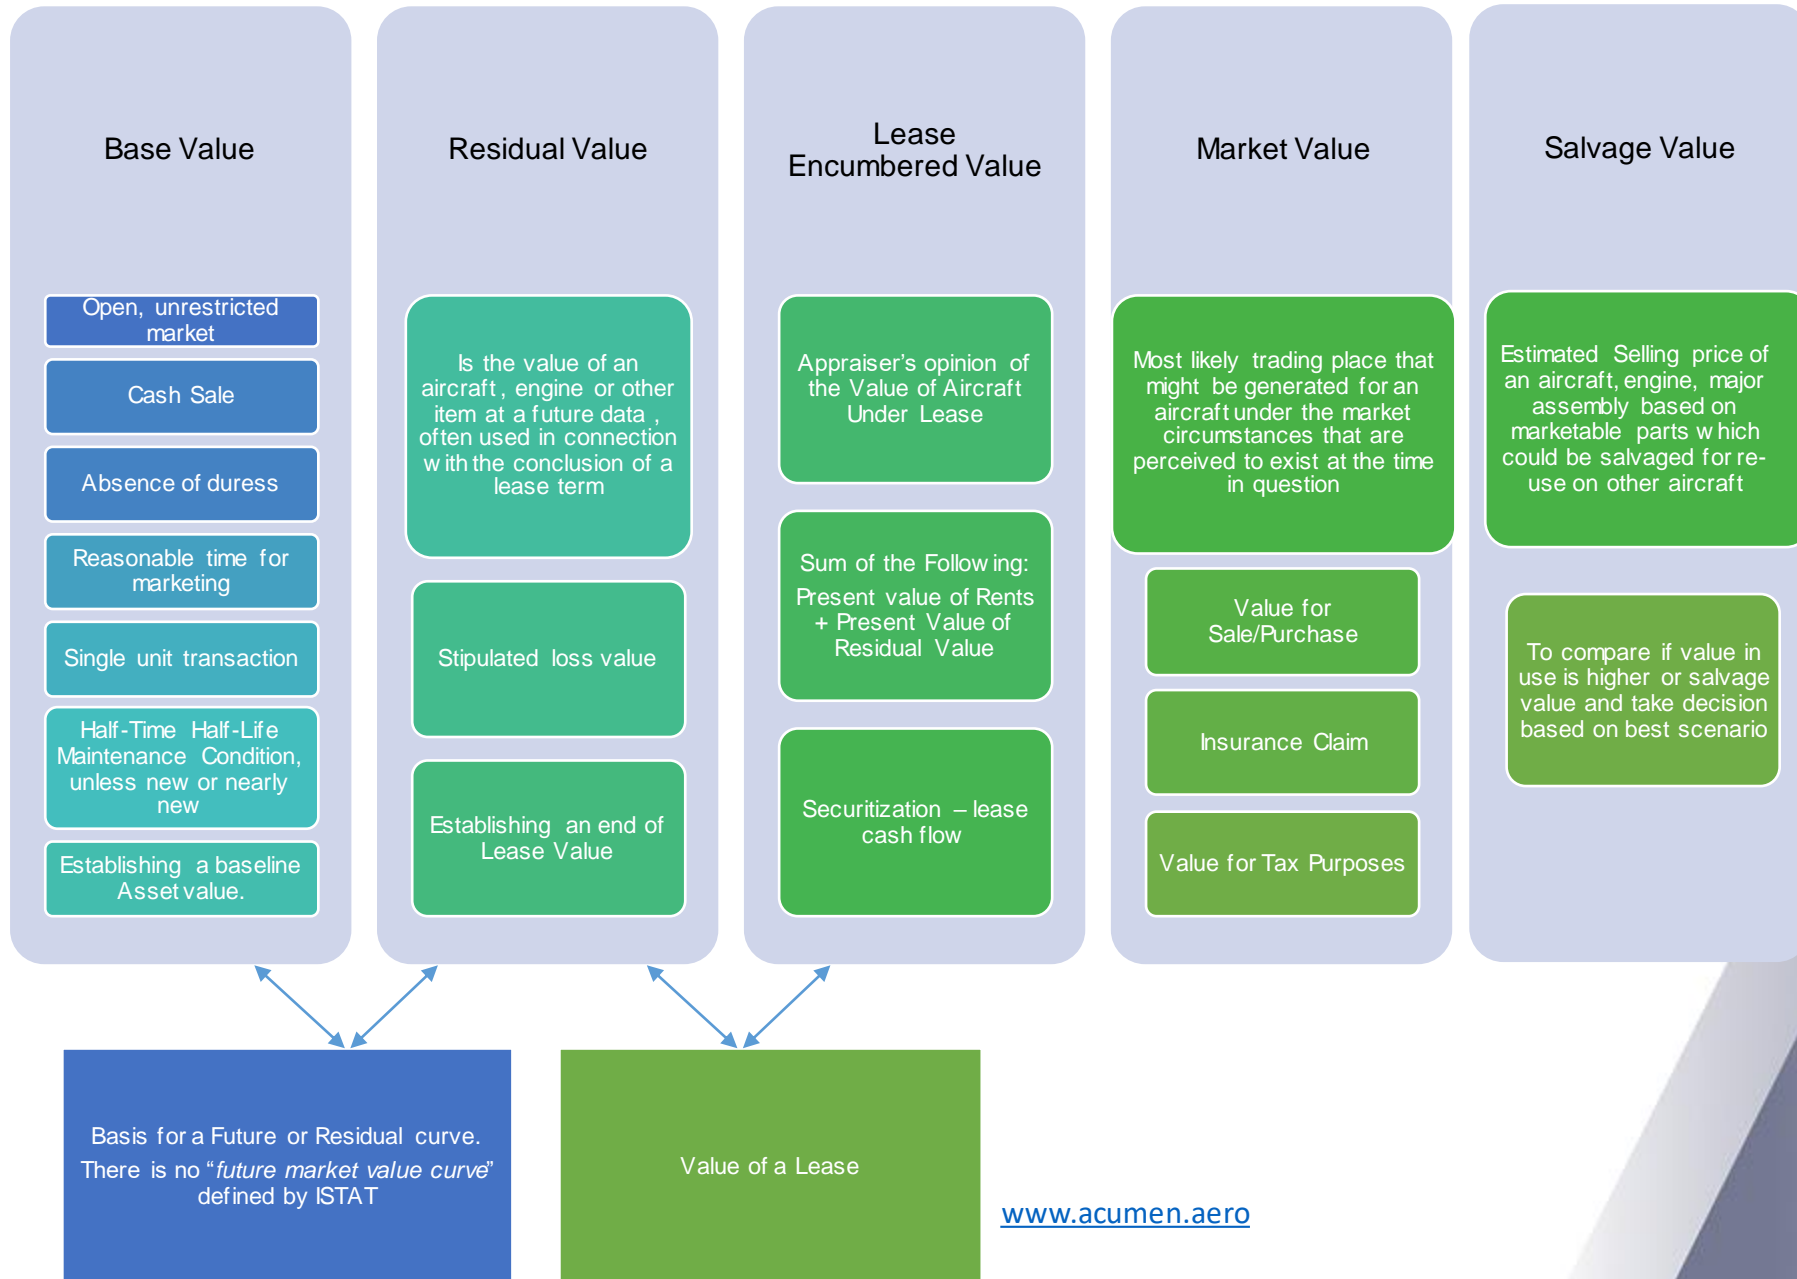 Base Value
Open, unrestricted
market
Cash Sale
Absence of duress
Reasonable time for
marketing
Single unit transaction
Half-Time Half-Life
Maintenance Condition,
unless new or nearly
new
Establishing a baseline
Asset value.
Residual Value
Is the value of an
aircraft, engine or other
item at a future data ,
often used in connection
with the conclusion of a
lease term
Stipulated loss value
Establishing an end of
Lease Value
Lease
Encumbered Value
Appraiser’s opinion of
the Value of Aircraft
Under Lease
Sum of the Following:
Present value of Rents
+ Present Value of
Residual Value
Securitization – lease
cash flow
Market Value
Most likely trading place that
might be generated for an
aircraft under the market
circumstances that are
perceived to exist at the time
in question
Value for
Sale/Purchase
Insurance Claim
Value for Tax Purposes
Salvage Value
Estimated Selling price of
an aircraft, engine, major
assembly based on
marketable parts which
could be salvaged for re-
use on other aircraft
To compare if value in
use is higher or salvage
value and take decision
based on best scenario
Basis for a Future or Residual curve.
There is no “future market value curve”
defined by ISTAT
Value of a Lease
www.acumen.aero